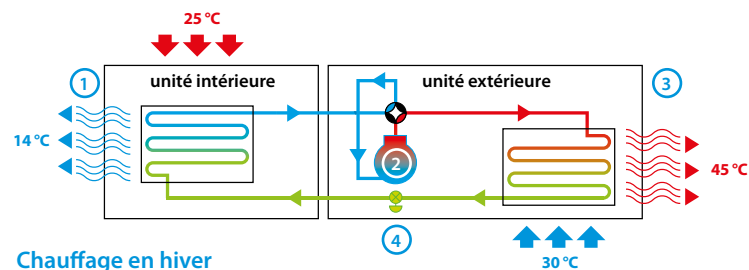 25 °C
1
unité intérieure
unité extérieure
3
14 °C
2
45 °C
4
Chauffage en hiver
30 °C